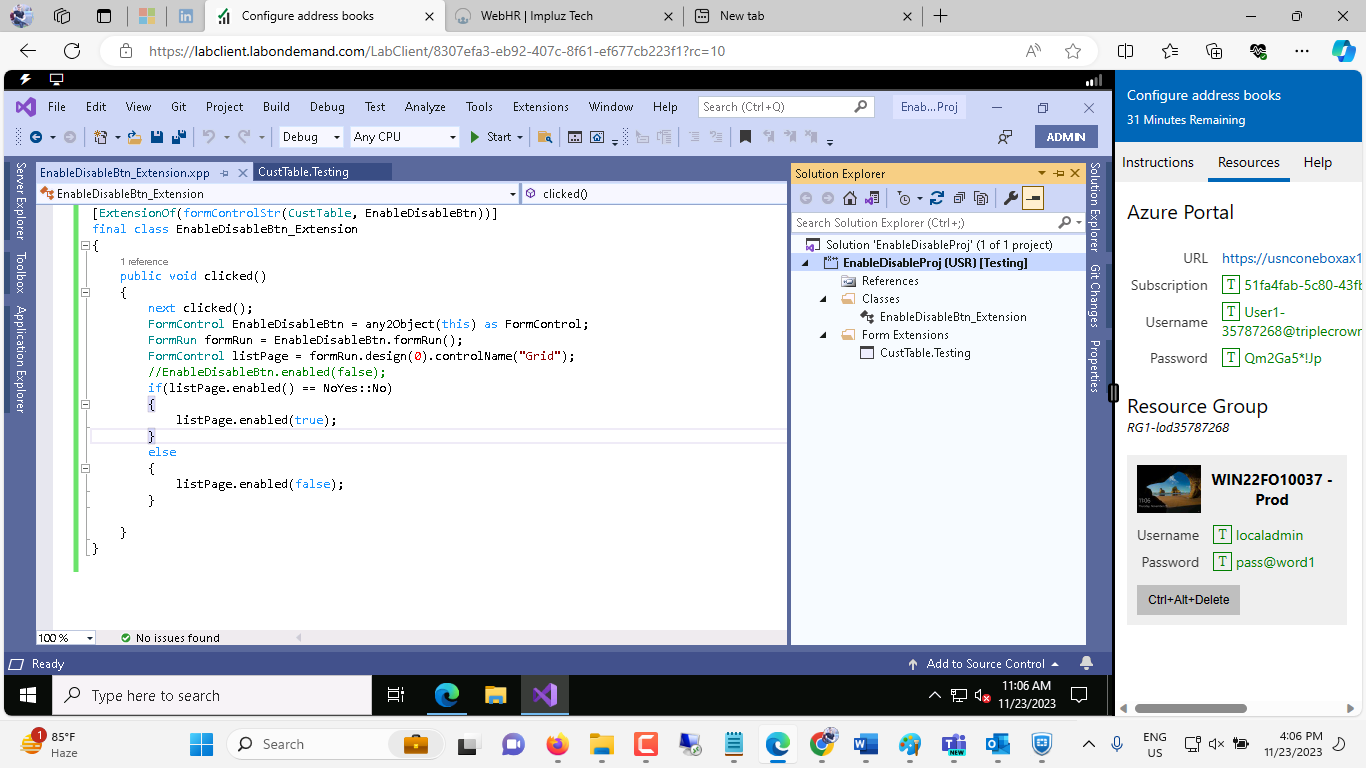 Configure address books
WebHR | Impluz Tech
New tab
https://labclient.labondemand.com/LabClient/8307efa3-eb92-407c-8f61-ef677cb223f1?rc=10
File Edit View Git Project Build Debug Test Analyze Tools Extensions Window Help
Search (Ctrl+Q)
Enab...Proj
Debug
Any CPU
Start
ADMIN
Server Explorer
Toolbox
Application Explorer
EnableDisableBtn_Extension.xpp
CustTable.Testing
EnableDisableBtn_Extension
clicked()
[ExtensionOf(formControlStr(CustTable, EnableDisableBtn))]
final class EnableDisableBtn_Extension
{
1 reference
public void clicked()
{
next clicked();
FormControl EnableDisableBtn = any2Object(this) as FormControl;
FormRun formRun = EnableDisableBtn.formRun();
FormControl listPage = formRun.design(0).controlName("Grid");
//EnableDisableBtn.enabled(false);
if(listPage.enabled() == NoYes::No)
{
listPage.enabled(true);
}
else
{
listPage.enabled(false);
}
}
}
100 %
No issues found
Solution Explorer
Search Solution Explorer (Ctrl+;)
Solution 'EnableDisableProj' (1 of 1 project)
EnableDisableProj (USR) [Testing]
References
Classes
EnableDisableBtn_Extension
Form Extensions
CustTable.Testing
Solution Explorer
Git Changes
Properties
Ready
Add to Source Control
Type here to search
11:06 AM
11/23/2023
Configure address books
31 Minutes Remaining
Instructions Resources Help
Azure Portal
URL https://usnconeboxax1
Subscription T 51fa4fab-5c80-43fb
Username T User1-
35787268@triplecrown
Password T Qm2Ga5*!Jp
Resource Group
RG1-lod35787268
WIN22FO10037 -
Prod
Username T localadmin
Password T pass@word1
Ctrl+Alt+Delete
1
85°F
Haze
Search
NEW
ENG
US
4:06 PM
11/23/2023